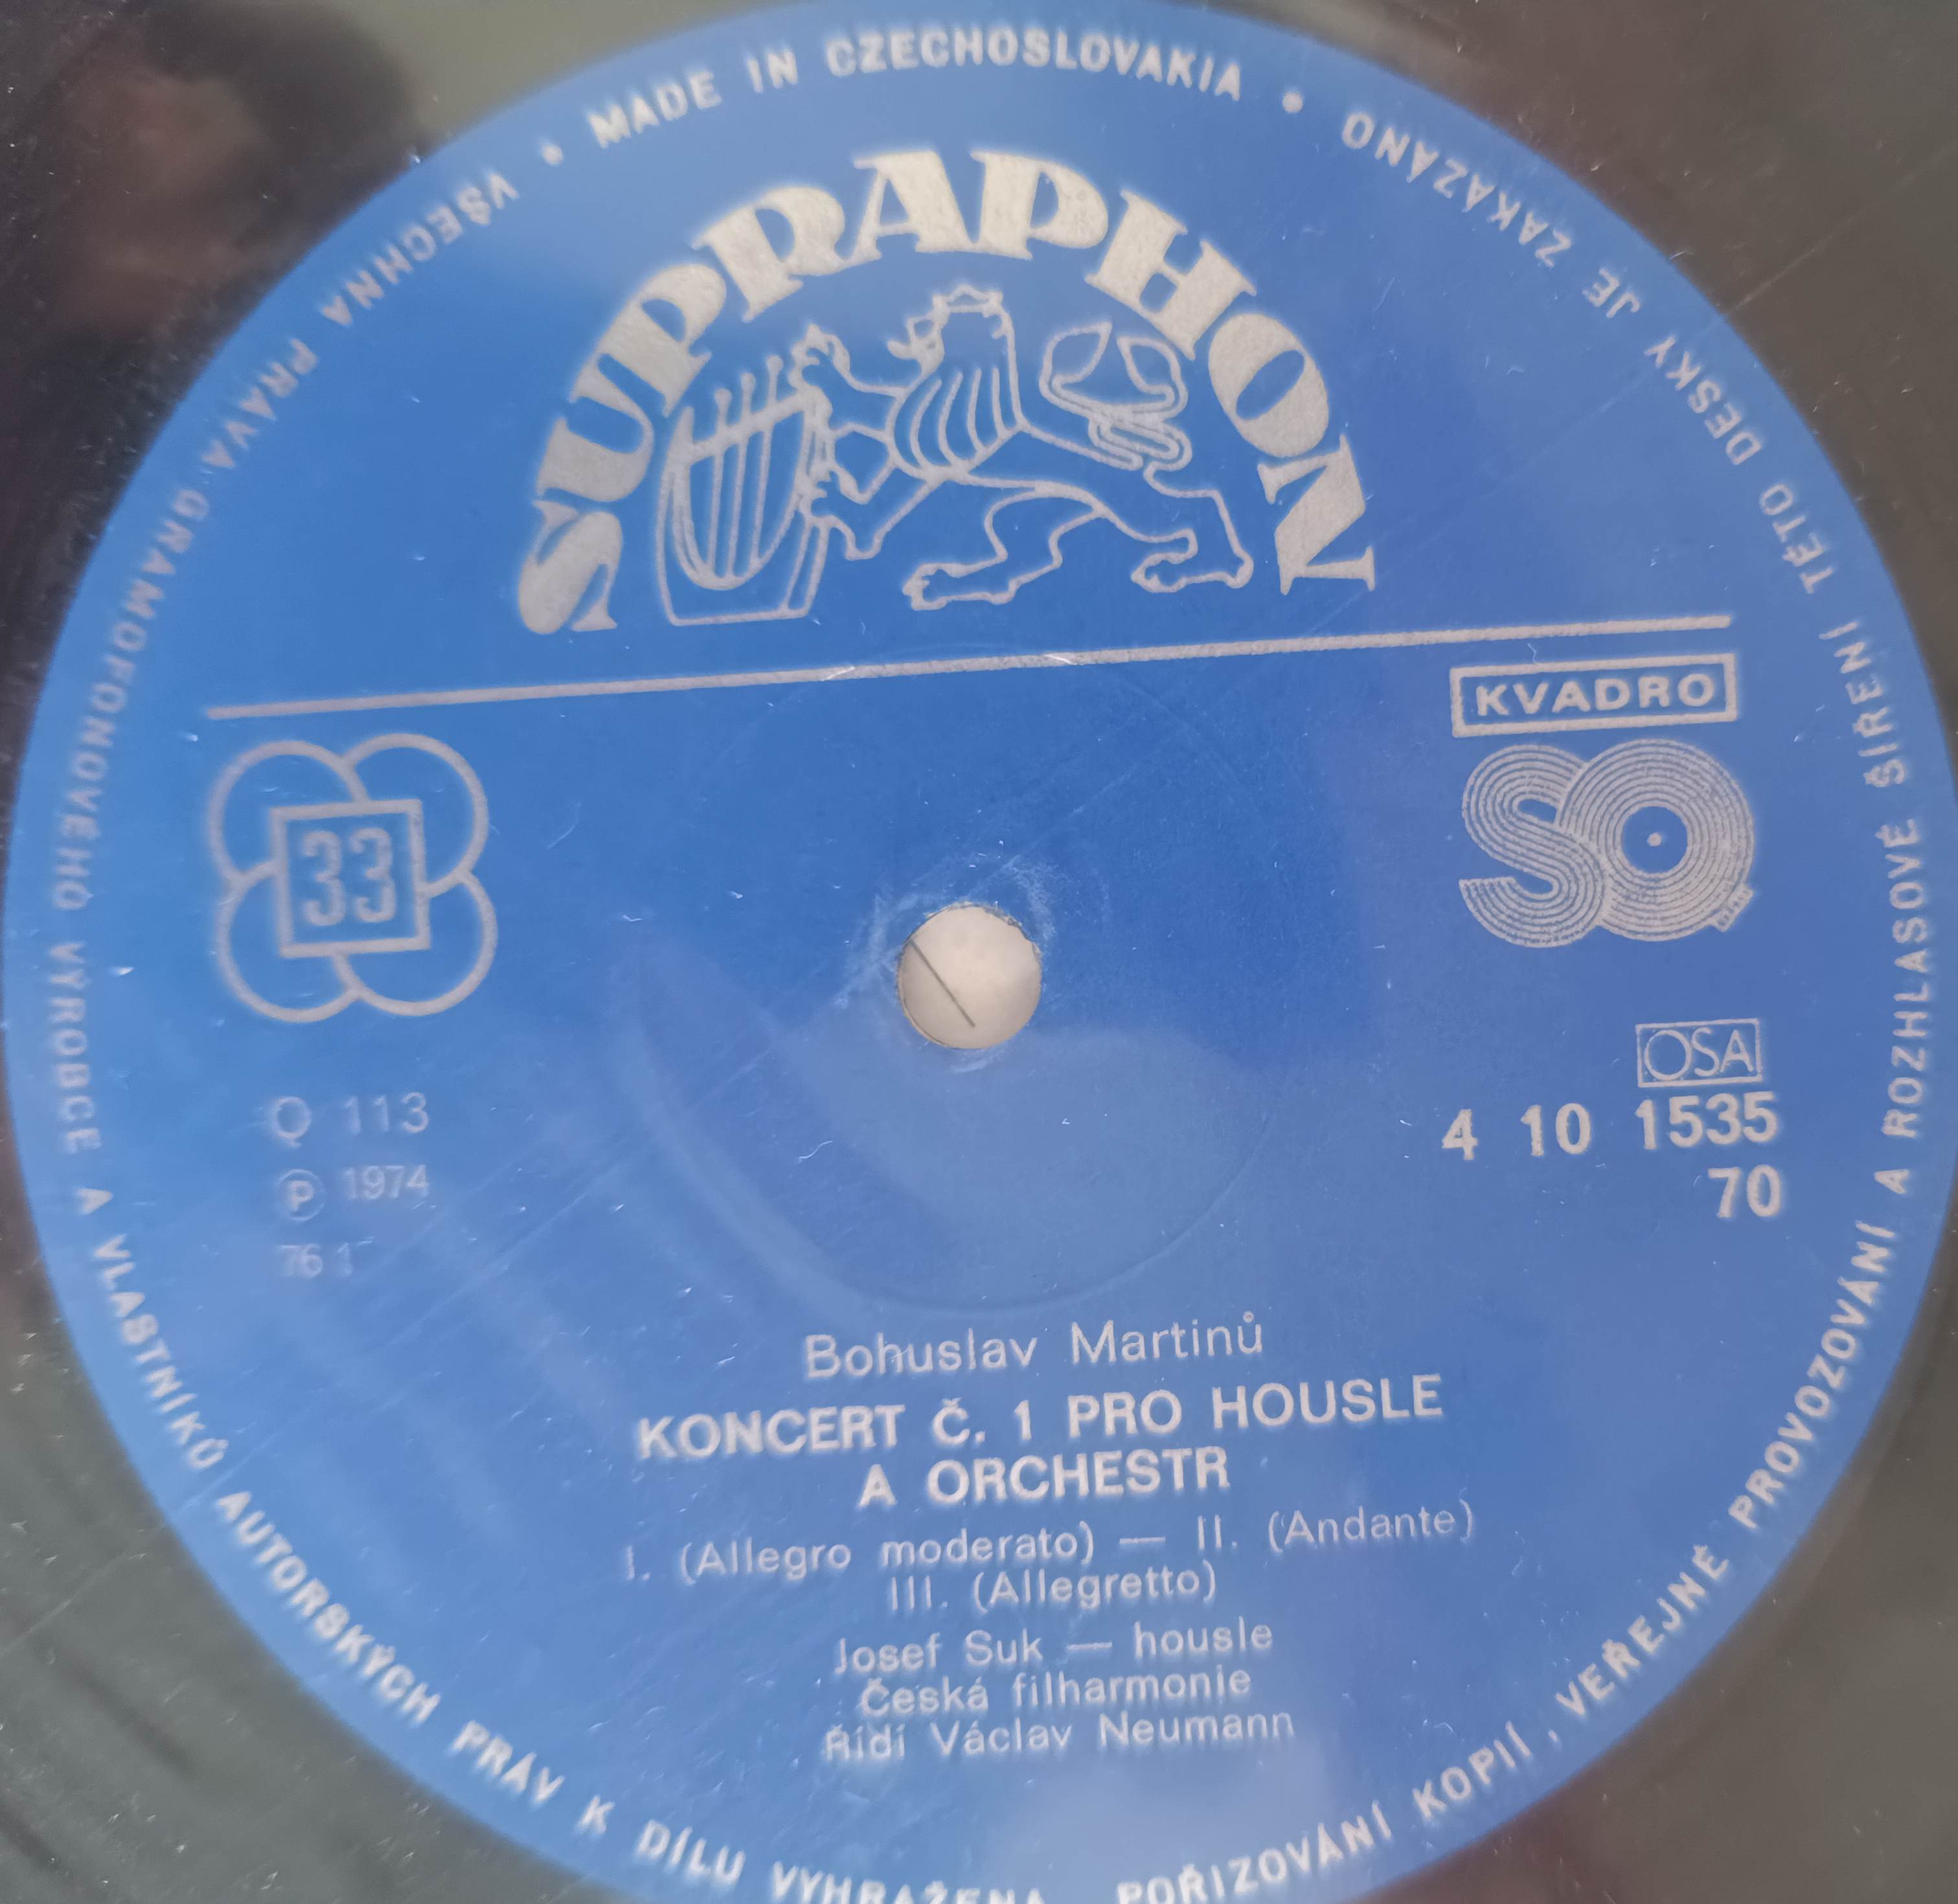 • MADE IN CZECHOSLOVAKIA •
SUPRAPHON
KVADRO
33
SQ
OSA
Q 113
4 10 1535
℗ 1974
70
76 1
Bohuslav Martinů
KONCERT Č. 1 PRO HOUSLE
A ORCHESTR
I. (Allegro moderato) — II. (Andante)
III. (Allegretto)
Josef Suk — housle
Česká filharmonie
Řídí Václav Neumann
VŠECHNA PRÁVA GRAMOFONOVÉHO VÝROBCE A VLASTNÍKŮ AUTORSKÝCH PRÁV K DÍLU VYHRAŽENA. POŘIZOVÁNÍ KOPIÍ, VEŘEJNÉ PROVOZOVÁNÍ A ROZHLASOVÉ ŠÍŘENÍ TÉTO DESKY JE ZAKÁZÁNO